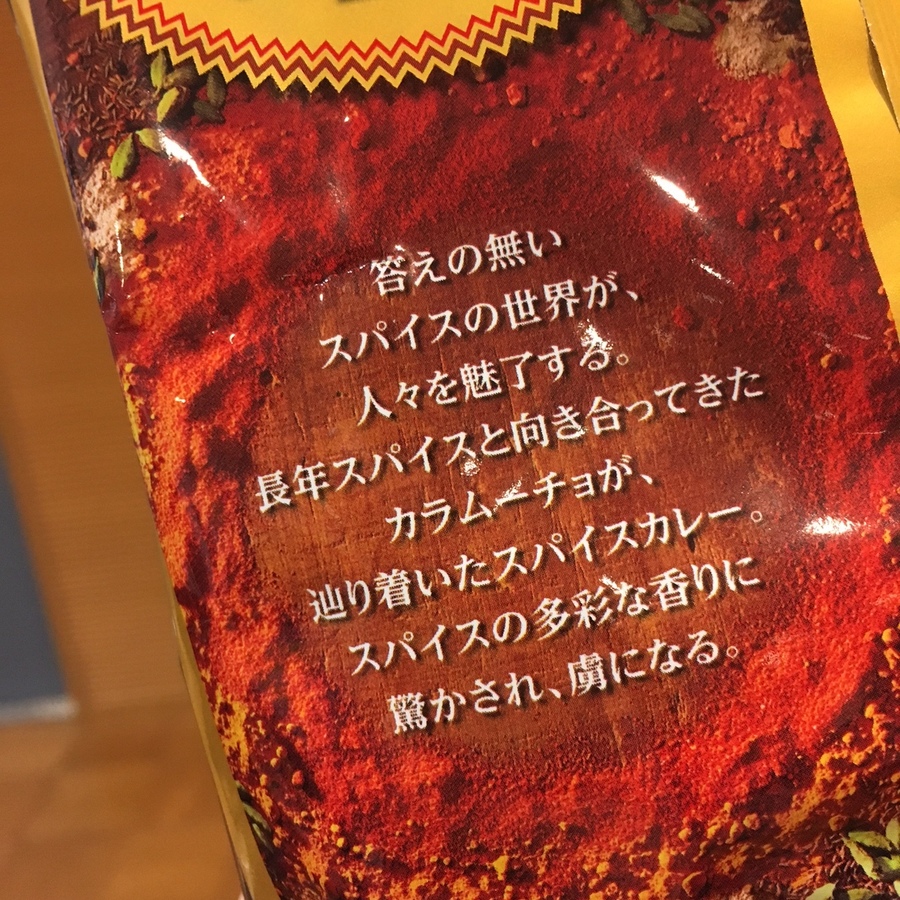 答えの無い
スパイスの世界が、
人々を魅了する。
長年スパイスと向き合ってきた
カラムーチョが、
辿り着いたスパイスカレー。
スパイスの多彩な香りに
驚かされ、虜になる。